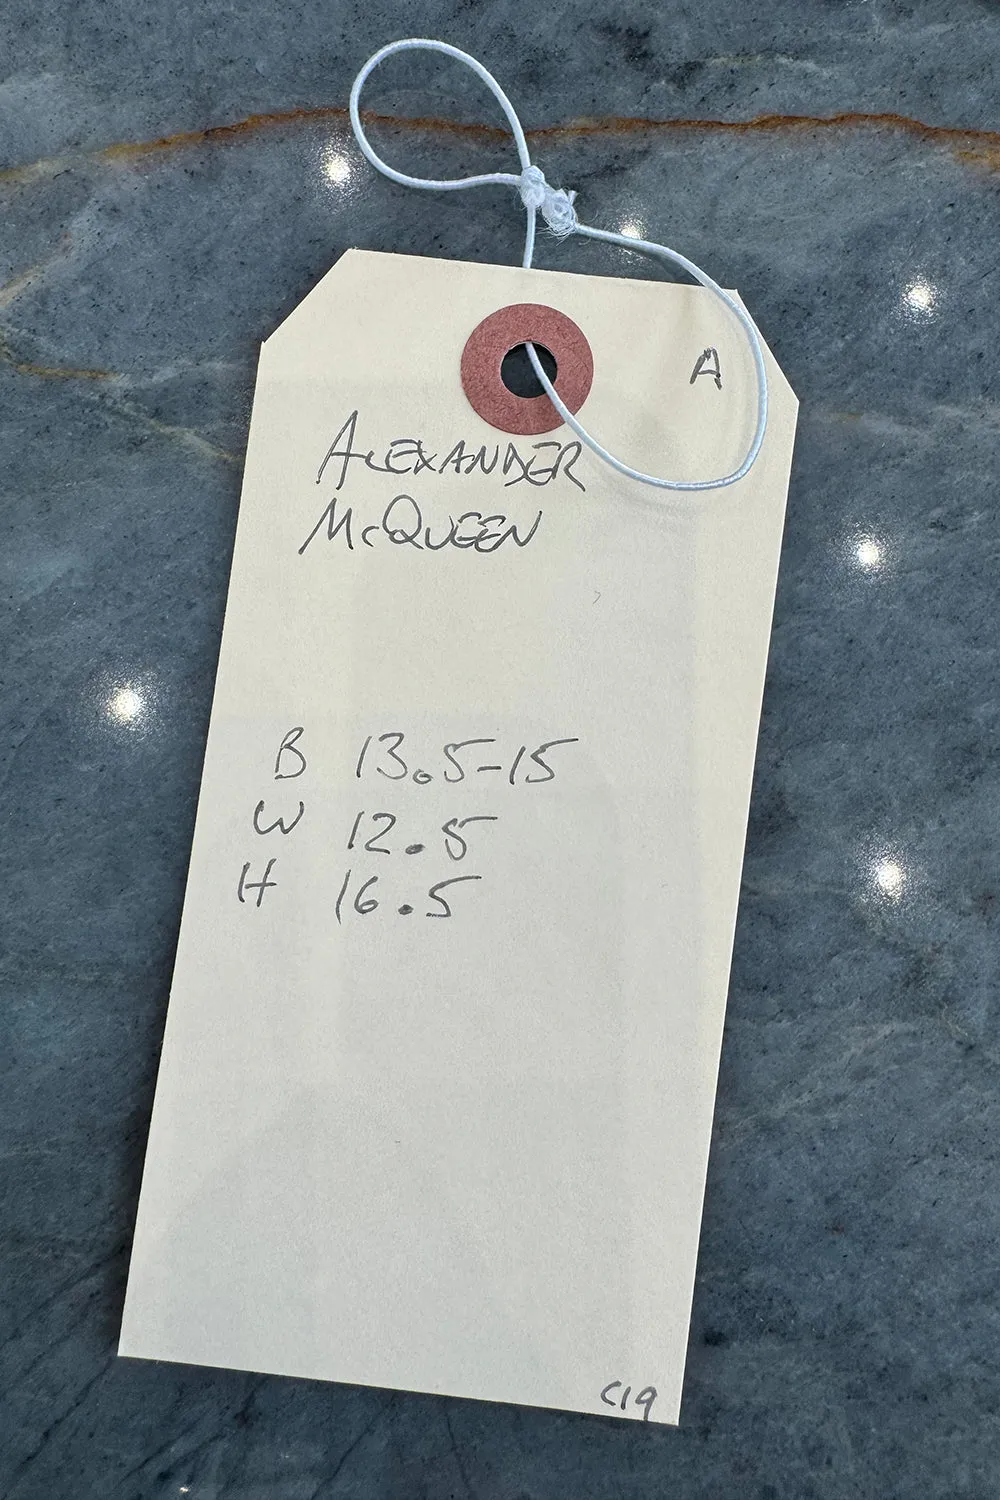 A
ALEXANDER
McQUEEN
B 13.5-15
W 12.5
H 16.5
C19